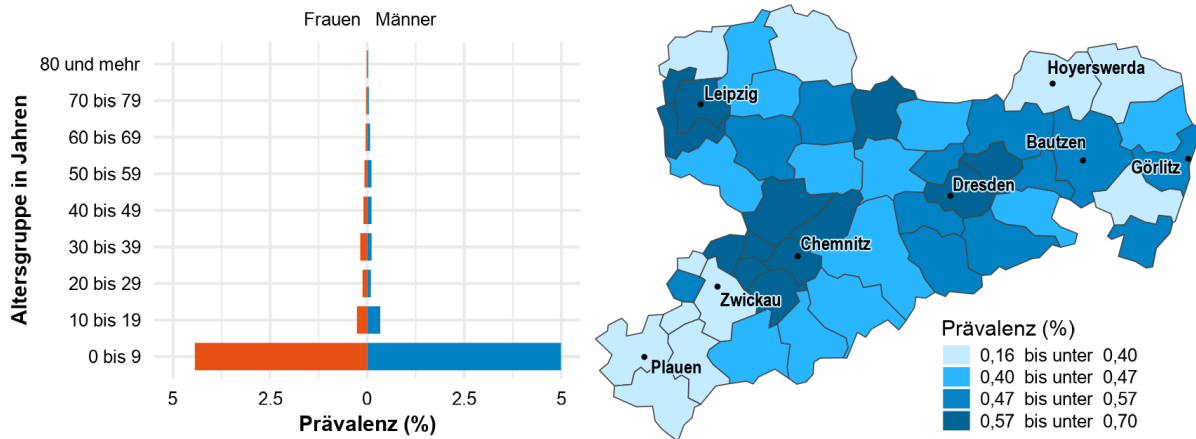 Frauen Männer
Altersgruppe in Jahren
80 und mehr
70 bis 79
60 bis 69
50 bis 59
40 bis 49
30 bis 39
20 bis 29
10 bis 19
0 bis 9
5 2.5 0 2.5 5
Prävalenz (%)
Hoyerswerda
Leipzig
Bautzen
Görlitz
Dresden
Chemnitz
Zwickau
Plauen
Prävalenz (%)
0,16 bis unter 0,40
0,40 bis unter 0,47
0,47 bis unter 0,57
0,57 bis unter 0,70